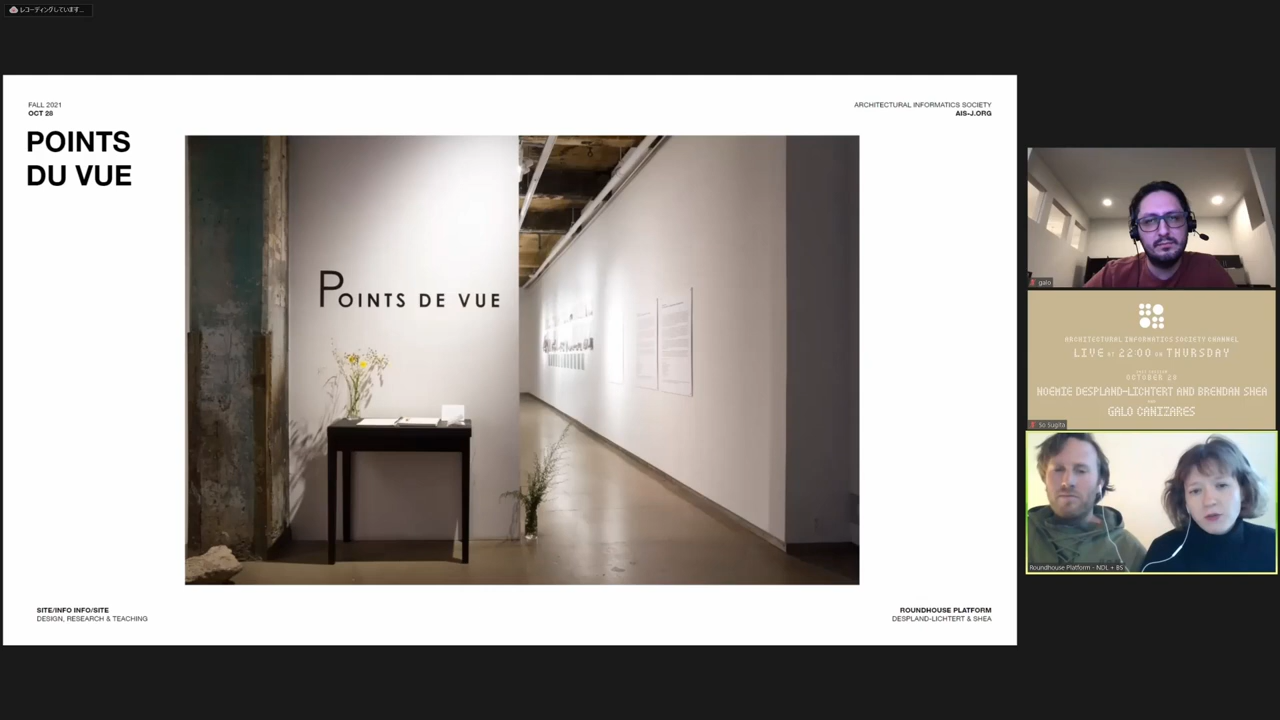 レコーディングしています...
FALL 2021
OCT 28
POINTS
DU VUE
ARCHITECTURAL INFORMATICS SOCIETY
AIS-J.ORG
POINTS DE VUE
SITE/INFO INFO/SITE
DESIGN, RESEARCH & TEACHING
ROUNDHOUSE PLATFORM
DESPLAND-LICHTERT & SHEA
galo
ARCHITECTURAL INFORMATICS SOCIETY CHANNEL
LIVE AT 22:00 ON THURSDAY
OCTOBER 28
NOÉMIE DESPLAND-LICHTERT AND BRENDAN SHEA
GALO CANIZARES
So Sugita
Roundhouse Platform - NDL + BS